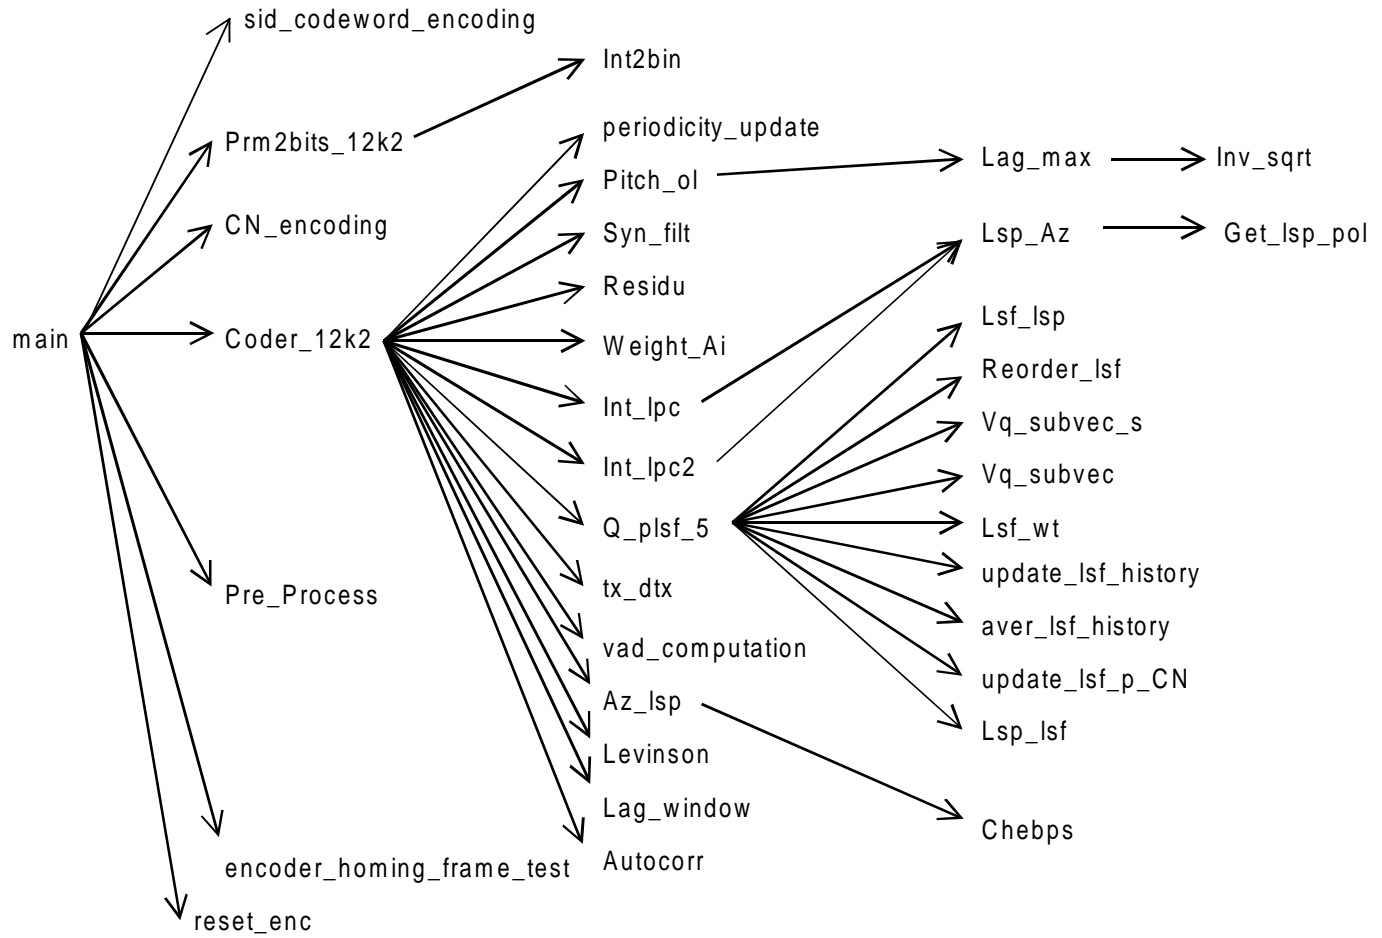 sid_codeword_encoding
Int2bin
periodicity_update
Prm2bits_12k2
Lag_max
Inv_sqrt
Pitch_ol
CN_encoding
Syn_filt
Lsp_Az
Get_lsp_pol
Residu
Lsf_lsp
main
Coder_12k2
Weight_Ai
Reorder_lsf
Int_lpc
Vq_subvec_s
Int_lpc2
Vq_subvec
Q_plsf_5
Lsf_wt
update_lsf_history
tx_dtx
Pre_Process
aver_lsf_history
vad_computation
update_lsf_p_CN
Az_lsp
Lsp_lsf
Levinson
Lag_window
Chebps
Autocorr
encoder_homing_frame_test
reset_enc